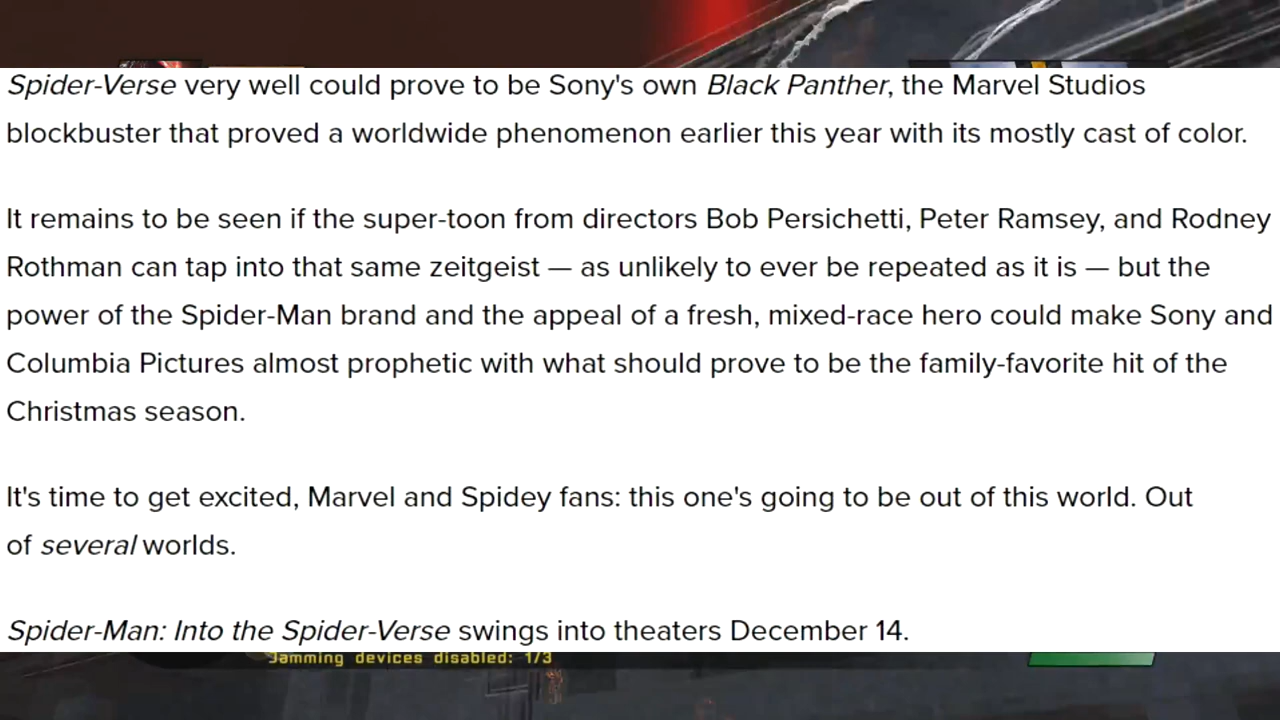 Spider-Verse very well could prove to be Sony's own Black Panther, the Marvel Studios
blockbuster that proved a worldwide phenomenon earlier this year with its mostly cast of color.
It remains to be seen if the super-toon from directors Bob Persichetti, Peter Ramsey, and Rodney
Rothman can tap into that same zeitgeist — as unlikely to ever be repeated as it is — but the
power of the Spider-Man brand and the appeal of a fresh, mixed-race hero could make Sony and
Columbia Pictures almost prophetic with what should prove to be the family-favorite hit of the
Christmas season.
It's time to get excited, Marvel and Spidey fans: this one's going to be out of this world. Out
of several worlds.
Spider-Man: Into the Spider-Verse swings into theaters December 14.
Jamming devices disabled: 1/3